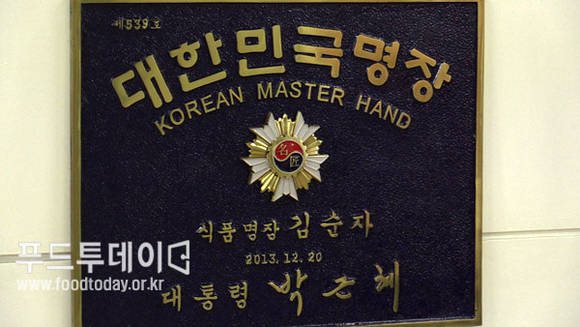 제539호
대한민국명장
KOREAN MASTER HAND
名匠
식품명장 김순자
2013.12.20
대통령 박근혜
푸드투데이
www.foodtoday.or.kr